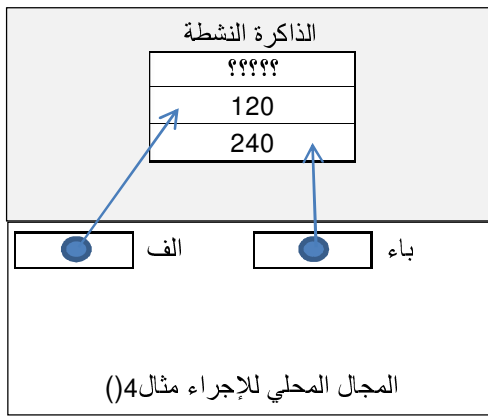 الذاكرة النشطة
؟؟؟؟؟
120
240
باء
الف
المجال المحلي للإجراء مثال4()